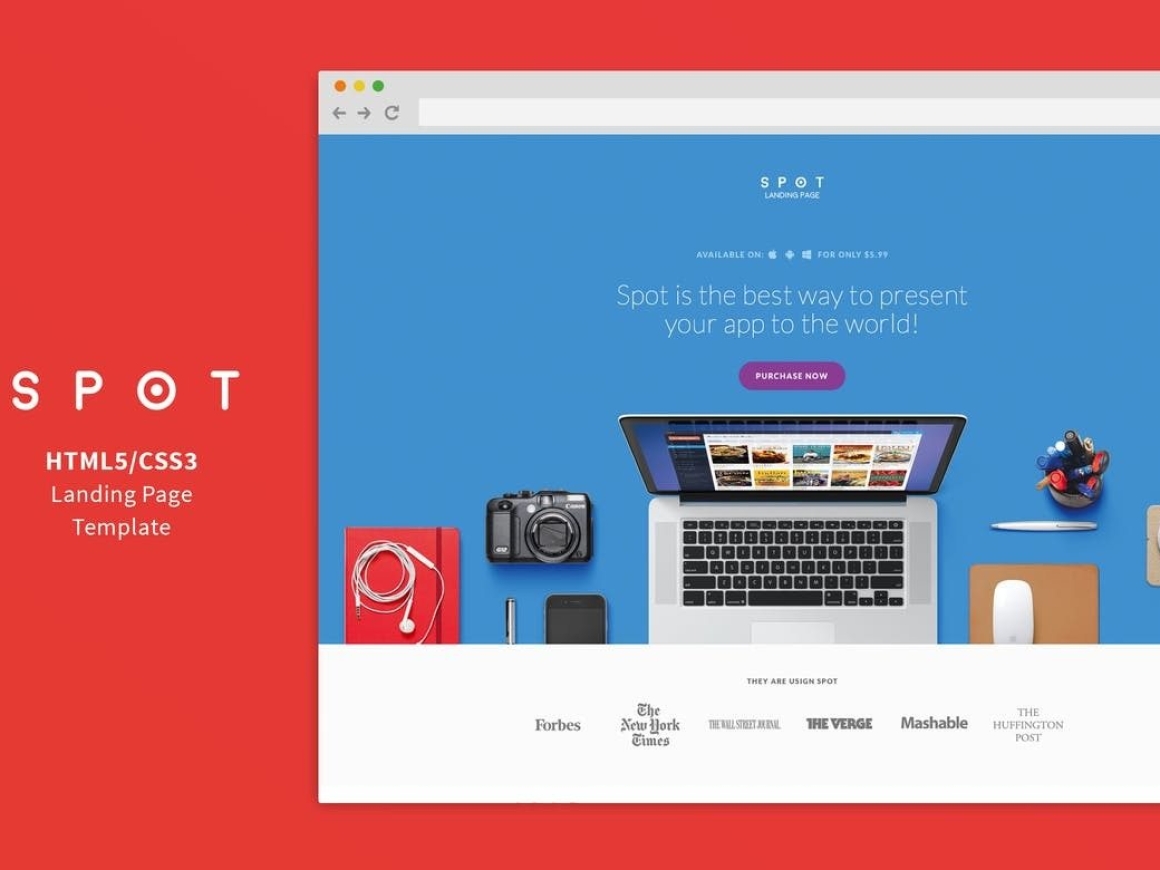 SPOT
HTML5/CSS3
Landing Page
Template
SPOT
LANDING PAGE
AVAILABLE ON: FOR ONLY $5.99
Spot is the best way to present
your app to the world!
PURCHASE NOW
Canon
G12
THEY ARE USIGN SPOT
Forbes
The
New York
Times
THE WALL STREET JOURNAL
THE VERGE
Mashable
THE
HUFFINGTON
POST